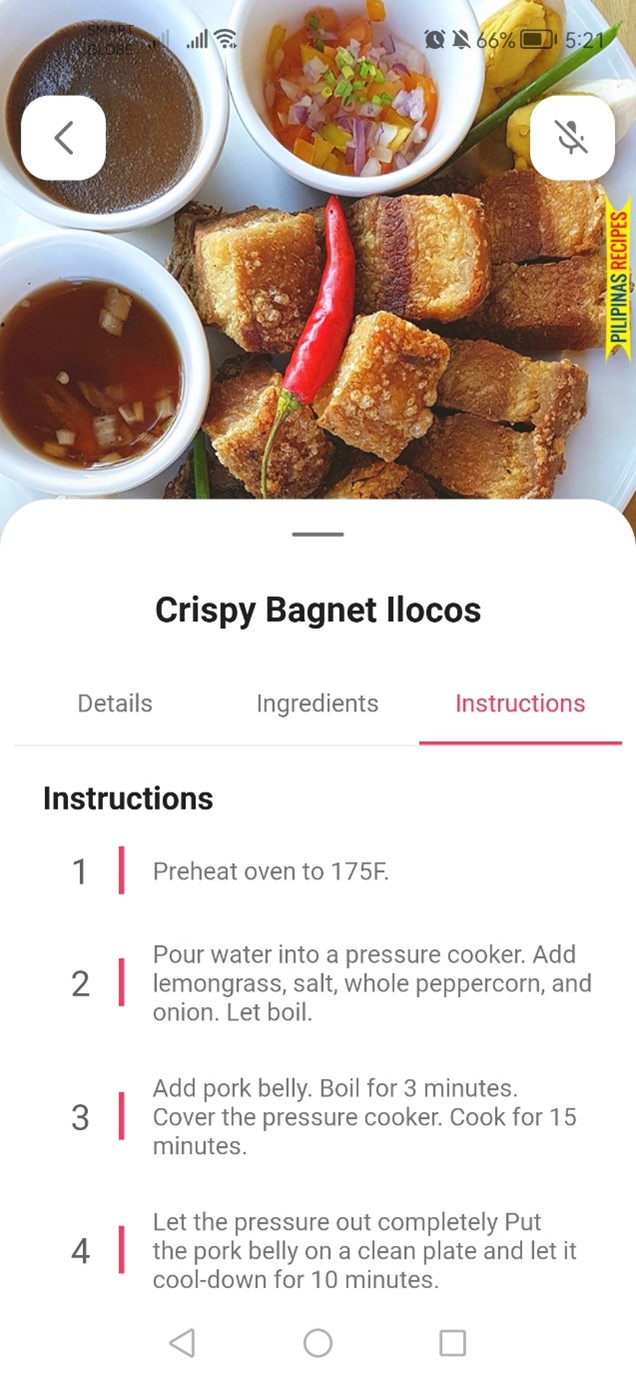 SMART
GLOBE
66% 5:21
PILIPINAS RECIPES
Crispy Bagnet Ilocos
Details Ingredients Instructions
Instructions
1 Preheat oven to 175F.
2 Pour water into a pressure cooker. Add
lemongrass, salt, whole peppercorn, and
onion. Let boil.
3 Add pork belly. Boil for 3 minutes.
Cover the pressure cooker. Cook for 15
minutes.
4 Let the pressure out completely Put
the pork belly on a clean plate and let it
cool-down for 10 minutes.